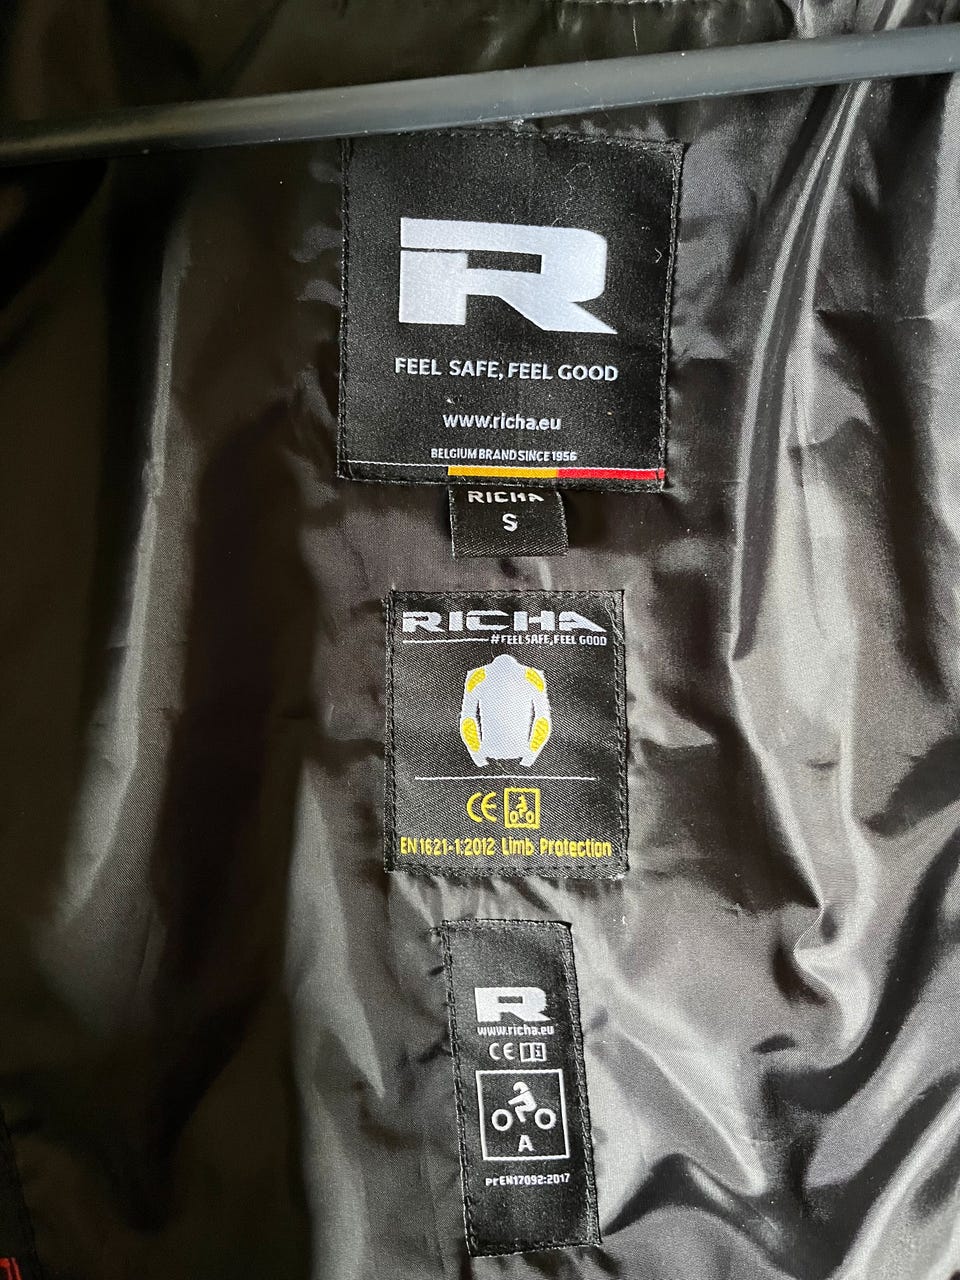 R
FEEL SAFE, FEEL GOOD
www.richa.eu
BELGIUM BRAND SINCE 1956
RICHA
S
RICHA
#FEEL SAFE, FEEL GOOD
CE
EN 1621-1:2012 Limb Protection
R
www.richa.eu
CE
A
PrEN17092:2017